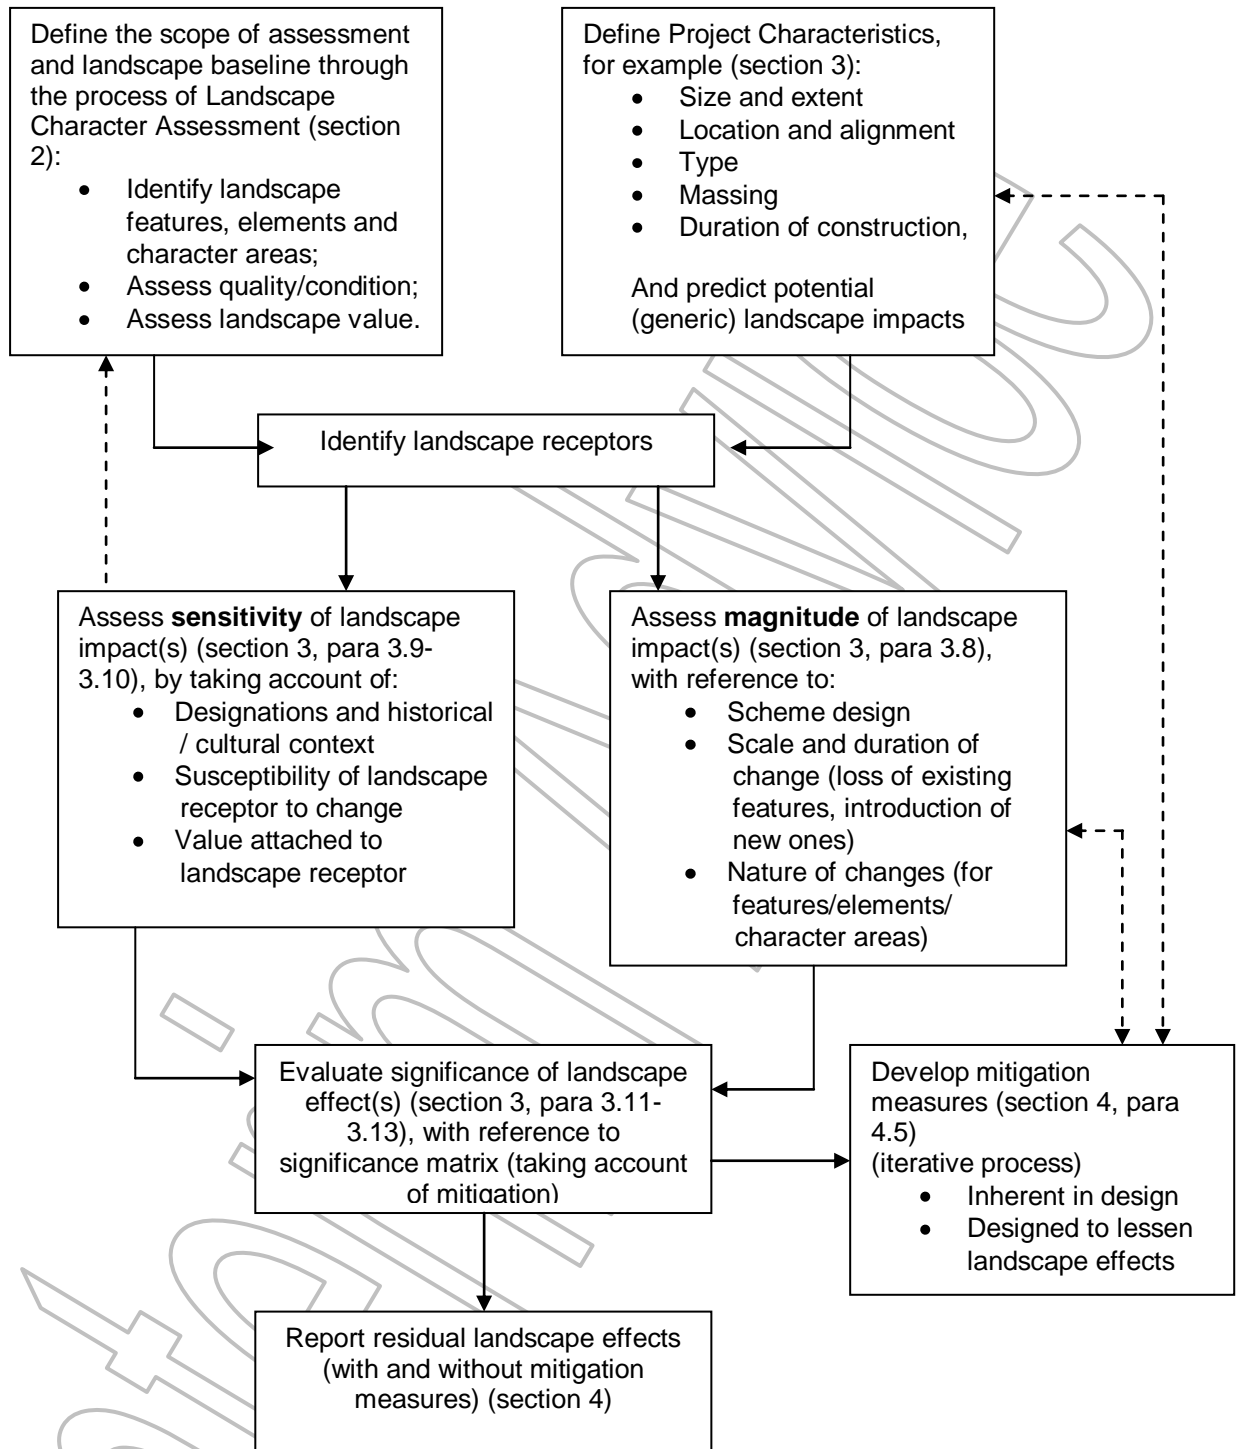 Define the scope of assessment
and landscape baseline through
the process of Landscape
Character Assessment (section
2):
• Identify landscape
features, elements and
character areas;
• Assess quality/condition;
• Assess landscape value.
Define Project Characteristics,
for example (section 3):
• Size and extent
• Location and alignment
• Type
• Massing
• Duration of construction,
And predict potential
(generic) landscape impacts
Identify landscape receptors
Assess sensitivity of landscape
impact(s) (section 3, para 3.9-
3.10), by taking account of:
• Designations and historical
/ cultural context
• Susceptibility of landscape
receptor to change
• Value attached to
landscape receptor
Assess magnitude of landscape
impact(s) (section 3, para 3.8),
with reference to:
• Scheme design
• Scale and duration of
change (loss of existing
features, introduction of
new ones)
• Nature of changes (for
features/elements/
character areas)
Evaluate significance of landscape
effect(s) (section 3, para 3.11-
3.13), with reference to
significance matrix (taking account
of mitigation)
Develop mitigation
measures (section 4, para
4.5)
(iterative process)
• Inherent in design
• Designed to lessen
landscape effects
Report residual landscape effects
(with and without mitigation
measures) (section 4)